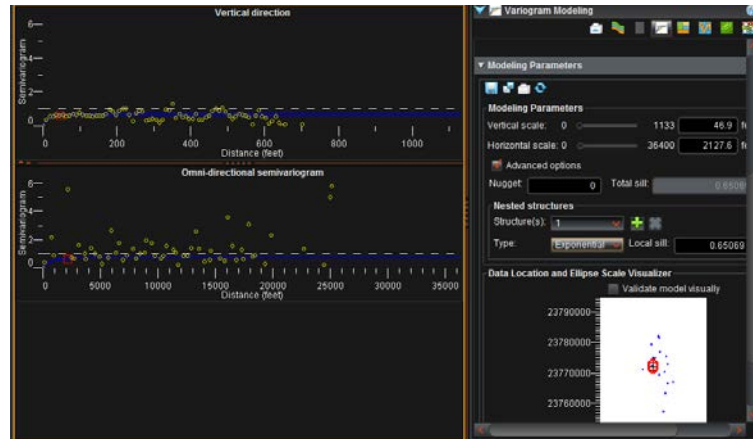 Vertical direction
6
4
2
0
Semivariogram
0 200 400 600 800 1000
Distance (feet)
Omni-directional semivariogram
6
4
2
0
Semivariogram
0 5000 10000 15000 20000 25000 30000 35000
Distance (feet)
Variogram Modeling
Modeling Parameters
Modeling Parameters
Vertical scale: 0 1133 46.9
Horizontal scale: 0 36400 2127.6
Advanced options
Nugget: 0 Total sill: 0.6506
Nested structures
Structure(s): 1
Type: Exponential Local sill: 0.65069
Data Location and Ellipse Scale Visualizer
Validate model visually
23790000
23780000
23770000
23760000